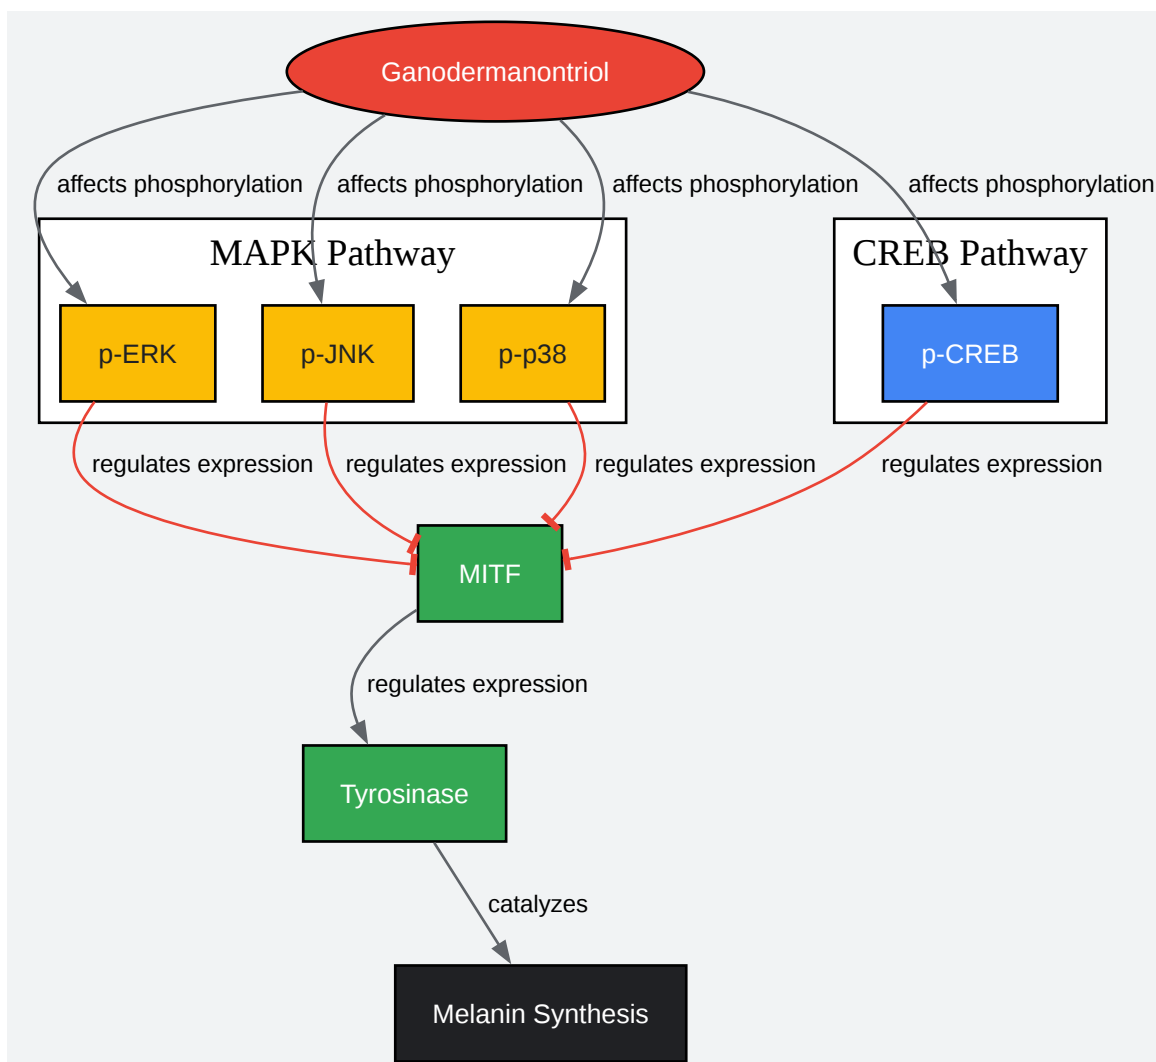 Ganodermanontriol
affects phosphorylation
affects phosphorylation
affects phosphorylation
affects phosphorylation
MAPK Pathway
CREB Pathway
p-ERK
p-JNK
p-p38
p-CREB
regulates expression
regulates expression
regulates expression
regulates expression
MITF
regulates expression
Tyrosinase
catalyzes
Melanin Synthesis